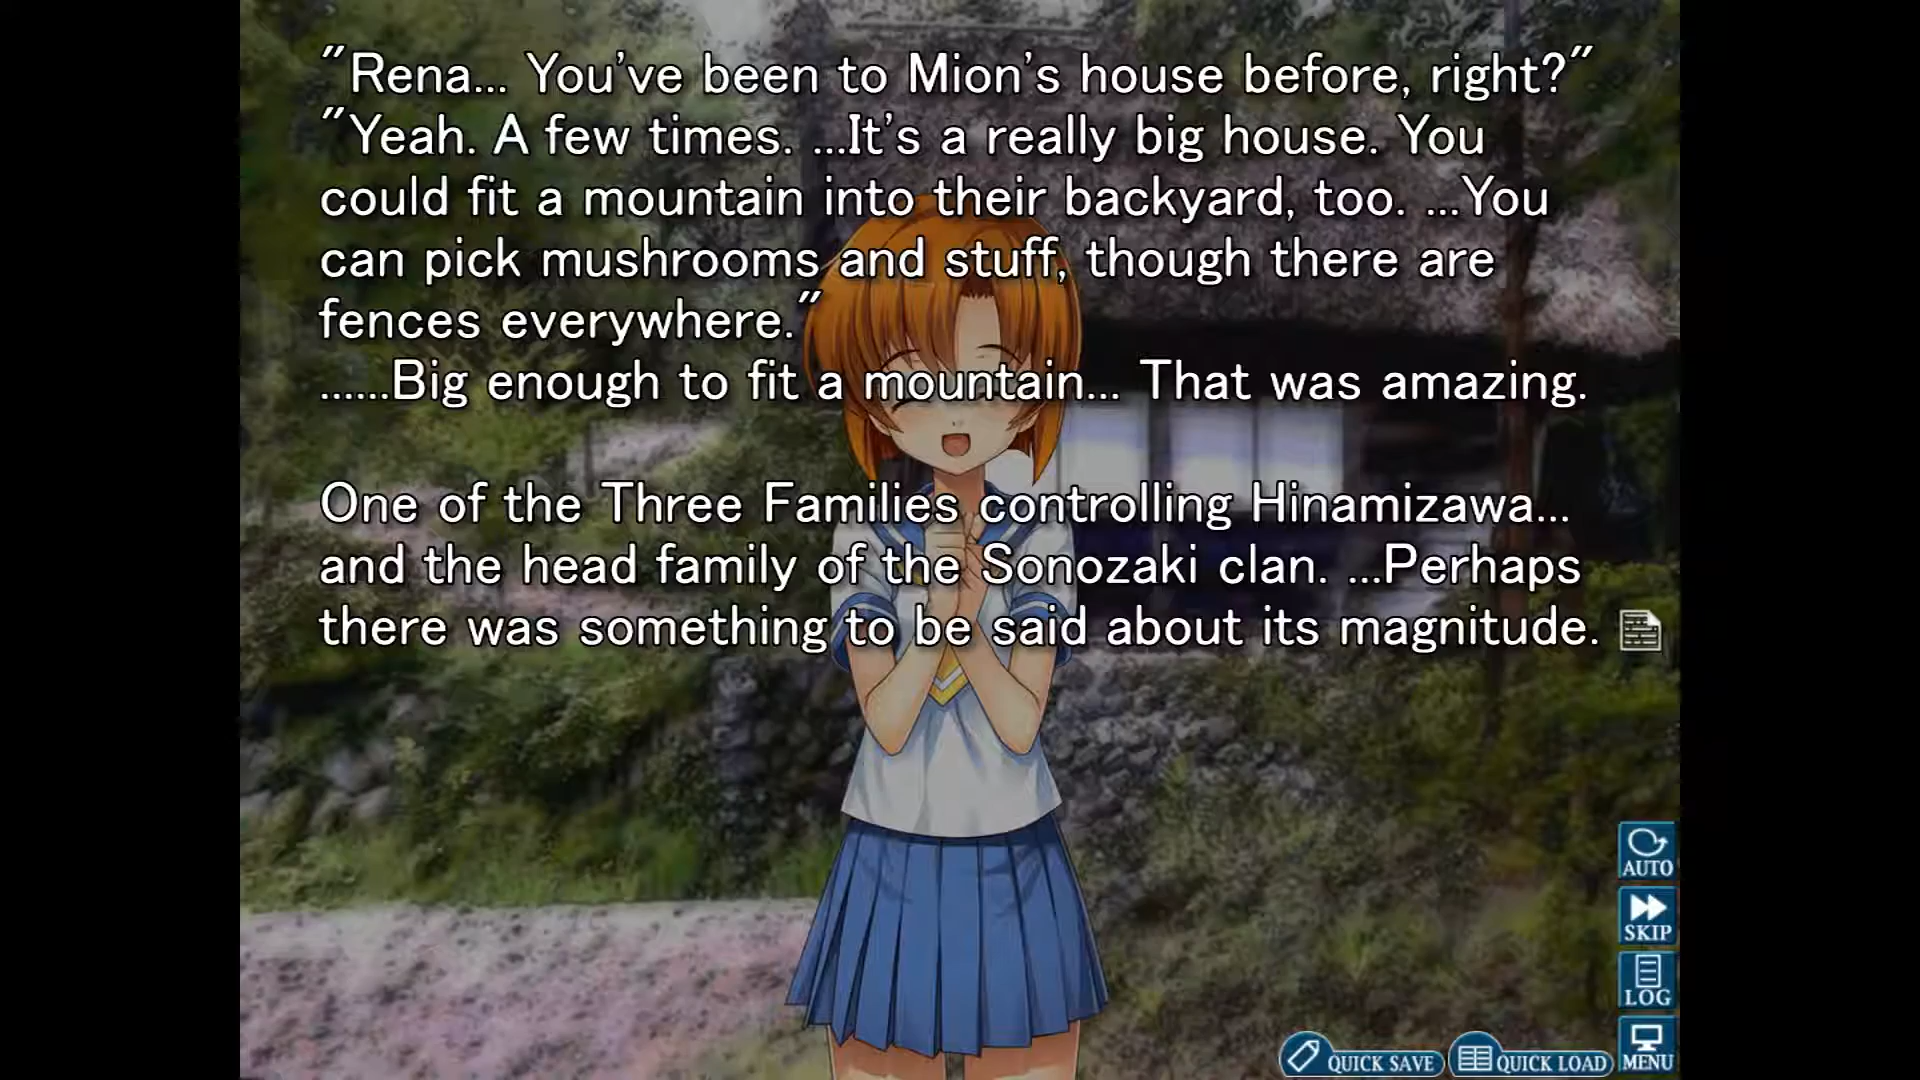 "Rena... You've been to Mion's house before, right?"
"Yeah. A few times. ...It's a really big house. You
could fit a mountain into their backyard, too. ...You
can pick mushrooms and stuff, though there are
fences everywhere."
......Big enough to fit a mountain... That was amazing.
One of the Three Families controlling Hinamizawa...
and the head family of the Sonozaki clan. ...Perhaps
there was something to be said about its magnitude.
AUTO
SKIP
LOG
MENU
QUICK SAVE
QUICK LOAD